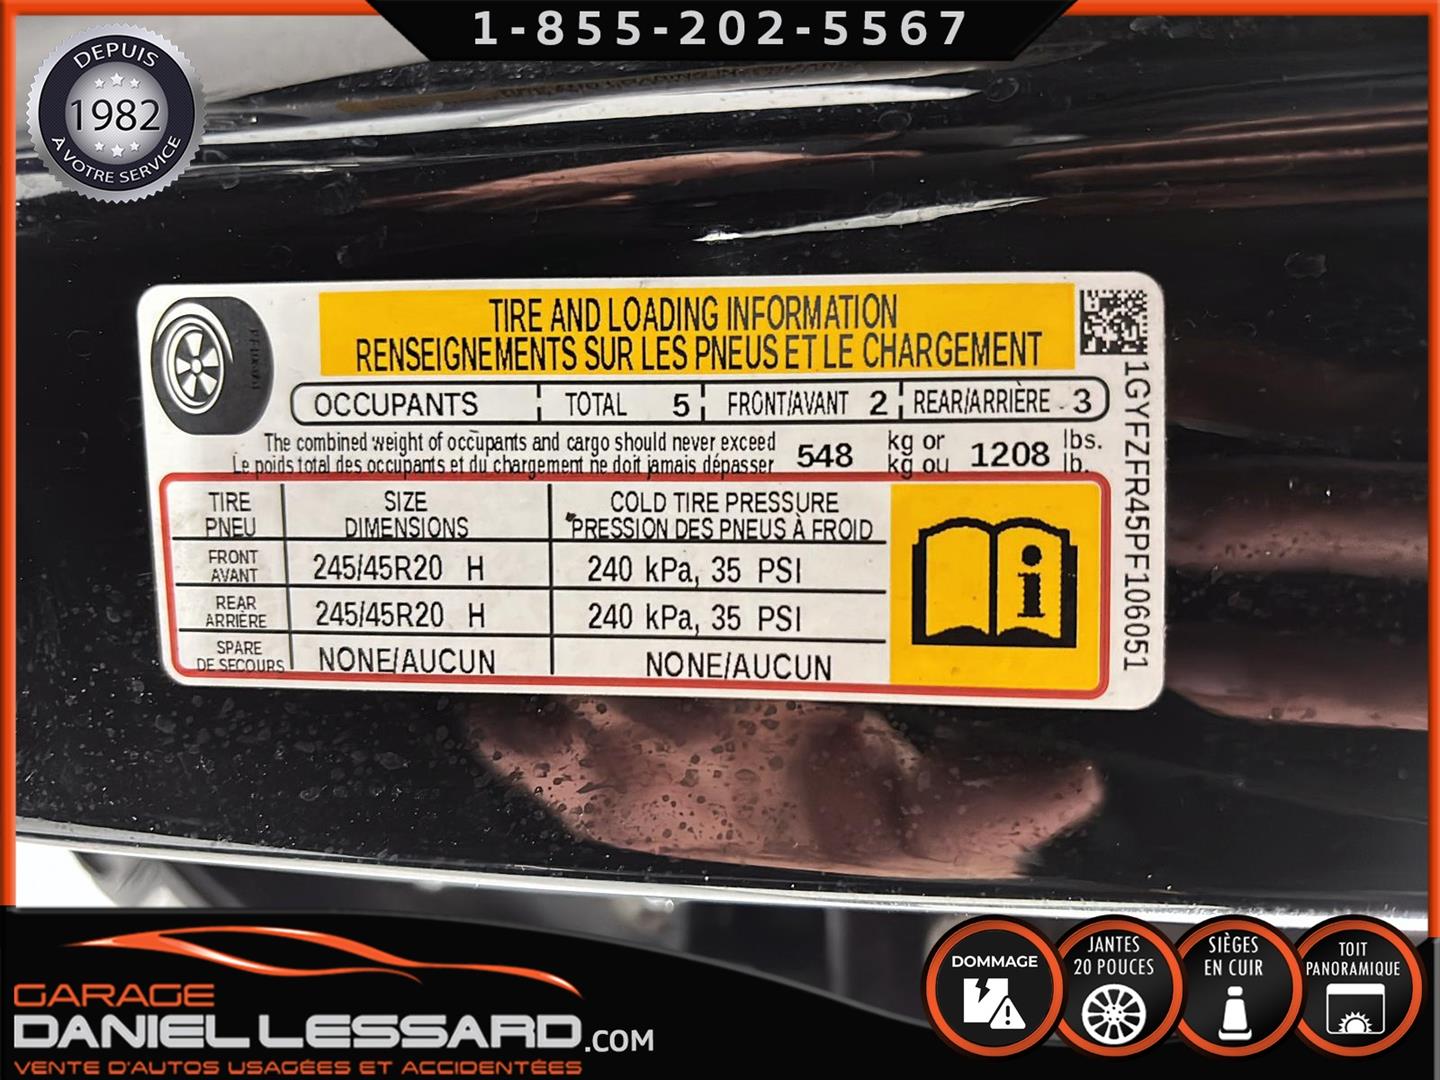 1-855-202-5567
DEPUIS
1982
À VOTRE SERVICE
TIRE AND LOADING INFORMATION
RENSEIGNEMENTS SUR LES PNEUS ET LE CHARGEMENT
OCCUPANTS TOTAL 5 FRONT/AVANT 2 REAR/ARRIÈRE 3
The combined weight of occupants and cargo should never exceed 548 kg or 1208 lbs.
Le poids total des occupants et du chargement ne doit jamais dépasser kg ou lb.
TIRE SIZE COLD TIRE PRESSURE
PNEU DIMENSIONS PRESSION DES PNEUS À FROID
FRONT
AVANT 245/45R20 H 240 kPa, 35 PSI
REAR
ARRIÈRE 245/45R20 H 240 kPa, 35 PSI
SPARE
DE SECOURS NONE/AUCUN NONE/AUCUN
1GYFZFR45PF106051
GARAGE
DANIEL LESSARD.COM
VENTE D'AUTOS USAGÉES ET ACCIDENTÉES
DOMMAGE
JANTES
20 POUCES
SIÈGES
EN CUIR
TOIT
PANORAMIQUE